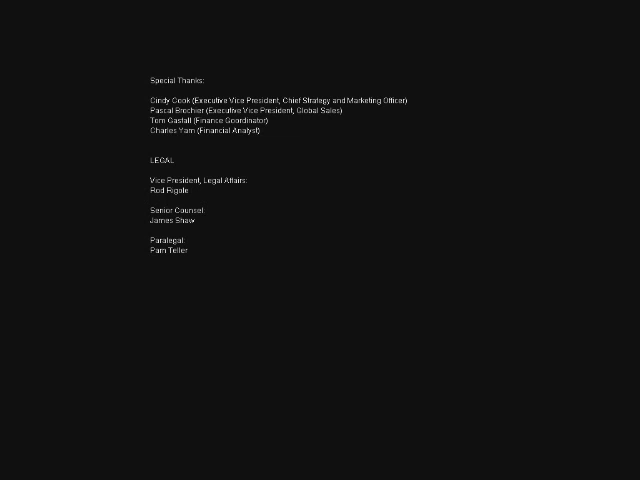 Special Thanks:
Cindy Cook (Executive Vice President, Chief Strategy and Marketing Officer)
Pascal Brochier (Executive Vice President, Global Sales)
Tom Gastall (Finance Coordinator)
Charles Yam (Financial Analyst)
LEGAL
Vice President, Legal Affairs:
Rod Rigole
Senior Counsel:
James Shaw
Paralegal:
Pam Teller